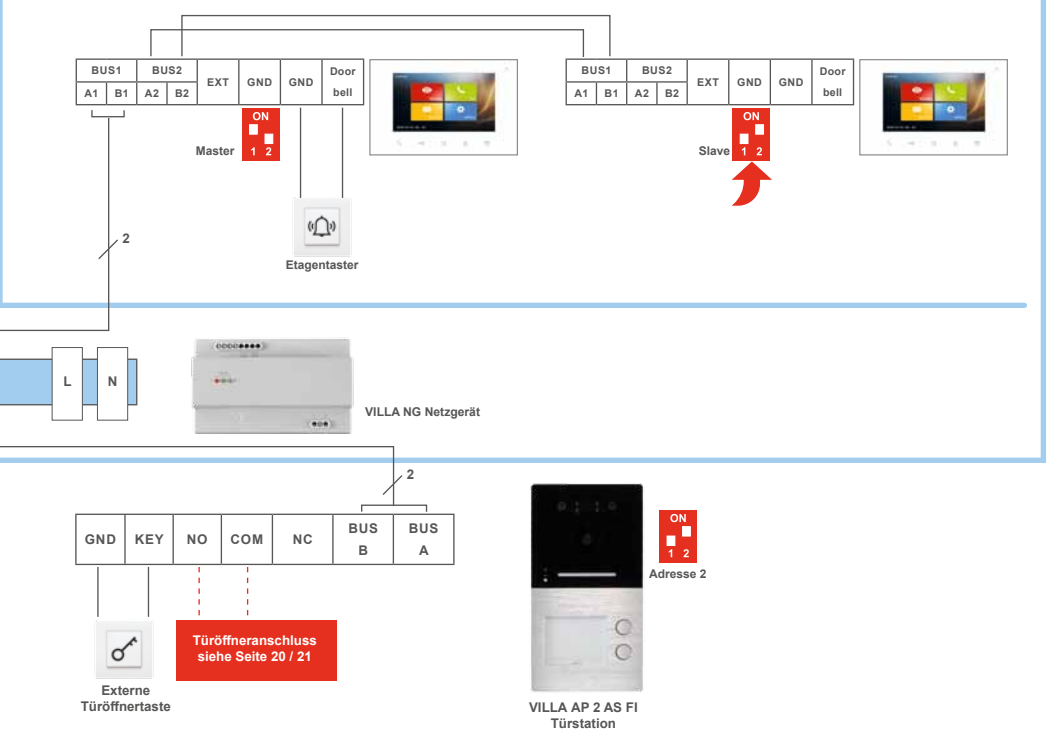 BUS1 BUS2 EXT GND GND Door bell
A1 B1 A2 B2
ON
1 2
Master
Etagentaster
BUS1 BUS2 EXT GND GND Door bell
A1 B1 A2 B2
ON
1 2
Slave
2
L N
VILLA NG Netzgerät
2
GND KEY NO COM NC BUS B BUS A
Türöffneranschluss
siehe Seite 20 / 21
Externe
Türöffnertaste
ON
1 2
Adresse 2
VILLA AP 2 AS FI
Türstation